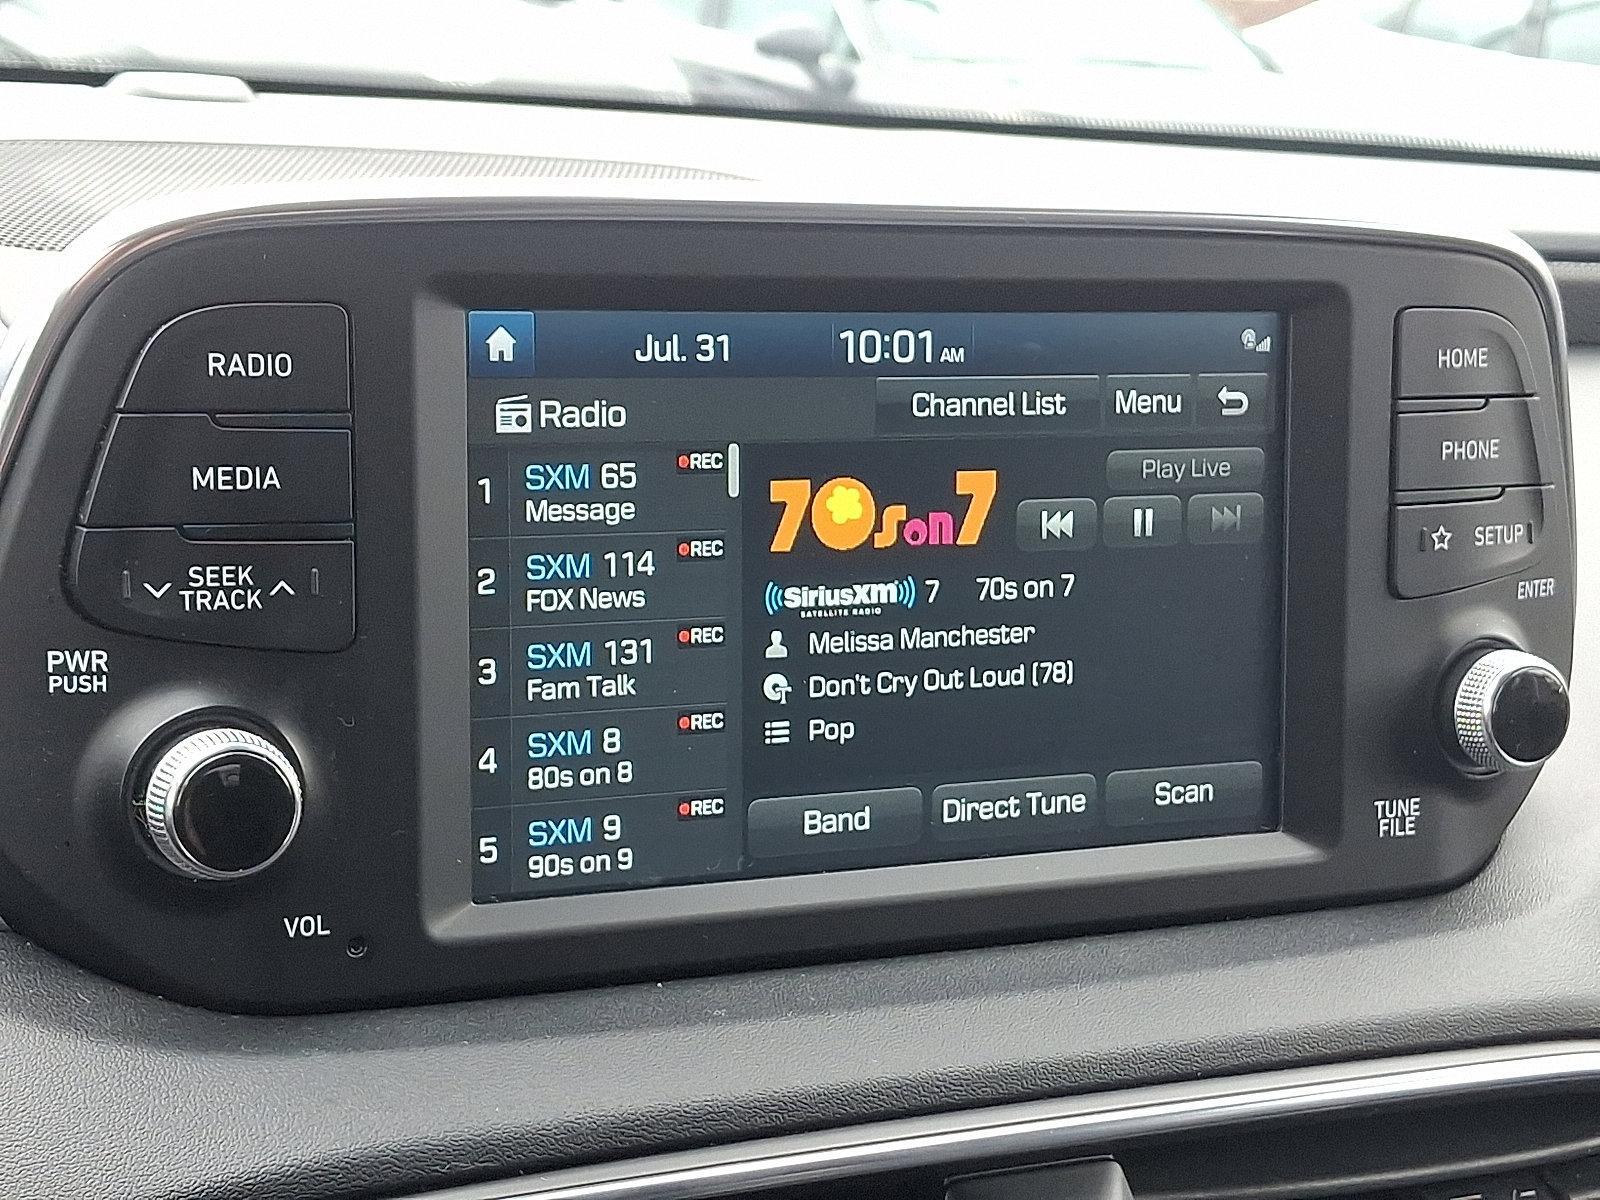 RADIO
MEDIA
SEEK
TRACK
PWR
PUSH
VOL
Jul. 31
10:01 AM
Radio
Channel List
Menu
1
SXM 65
REC
Message
2
SXM 114
REC
FOX News
3
SXM 131
REC
Fam Talk
4
SXM 8
REC
80s on 8
5
SXM 9
REC
90s on 9
70s on 7
Play Live
SiriusXM
SATELLITE RADIO
7
70s on 7
Melissa Manchester
Don't Cry Out Loud (78)
Pop
Band
Direct Tune
Scan
HOME
PHONE
SETUP
ENTER
TUNE
FILE